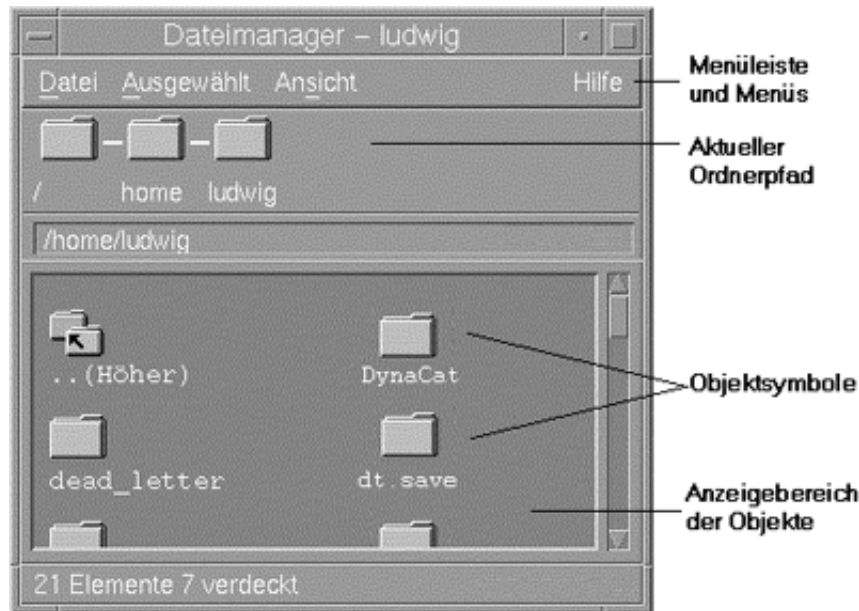 Dateimanager – ludwig
Datei Ausgewählt Ansicht Hilfe
Menüleiste
und Menüs
Aktueller
Ordnerpfad
/ home ludwig
/home/ludwig
..(Höher) DynaCat
Objektsymbole
dead_letter dt.save
Anzeigebereich
der Objekte
21 Elemente 7 verdeckt